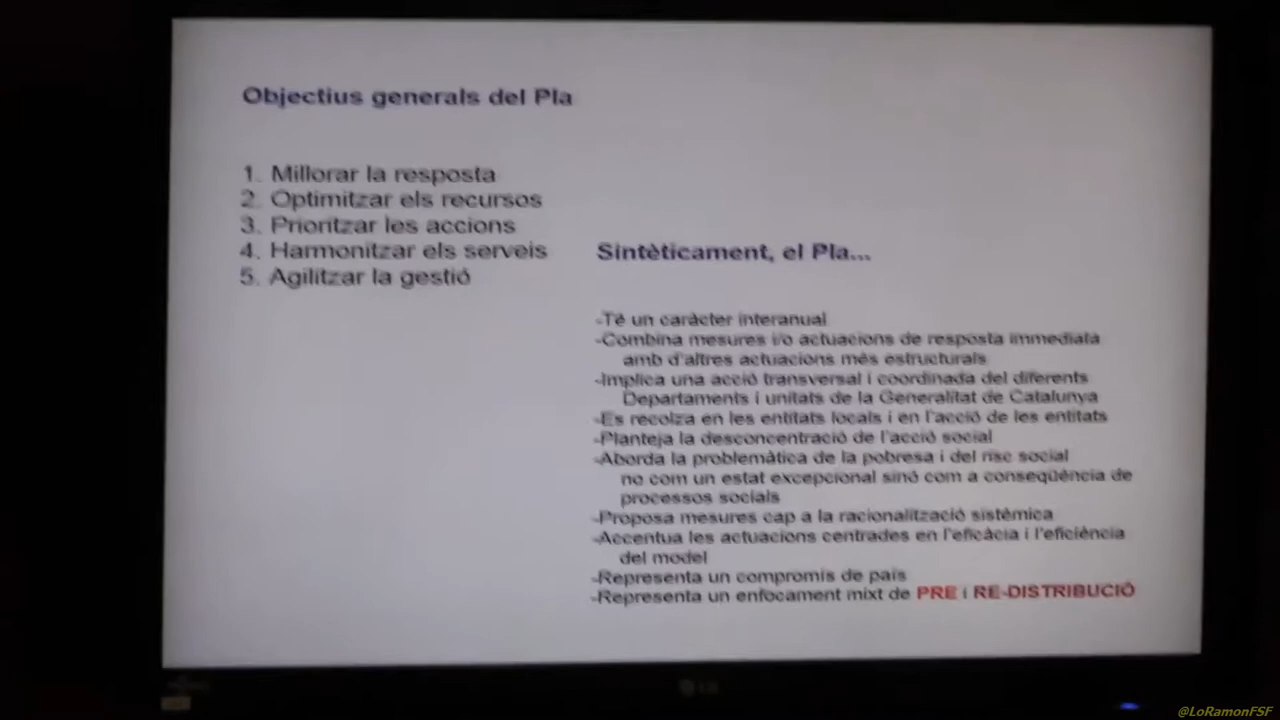 Objectius generals del Pla
1. Millorar la resposta
2. Optimitzar els recursos
3. Prioritzar les accions
4. Harmonitzar els serveis
5. Agilitzar la gestió
Sintèticament, el Pla...
-Té un caràcter interanual
-Combina mesures i/o actuacions de resposta immediata
amb d'altres actuacions més estructurals
-Implica una acció transversal i coordinada del diferents
Departaments i unitats de la Generalitat de Catalunya
-Es recolza en les entitats locals i en l'acció de les entitats
-Planteja la desconcentració de l'acció social
-Aborda la problemàtica de la pobresa i del risc social
no com un estat excepcional sinó com a conseqüència de
processos socials
-Proposa mesures cap a la racionalització sistèmica
-Accentua les actuacions centrades en l'eficàcia i l'eficiència
del model
-Representa un compromís de país
-Representa un enfocament mixt de PRE i RE-DISTRIBUCIÓ
LG
@LoRamonFSF